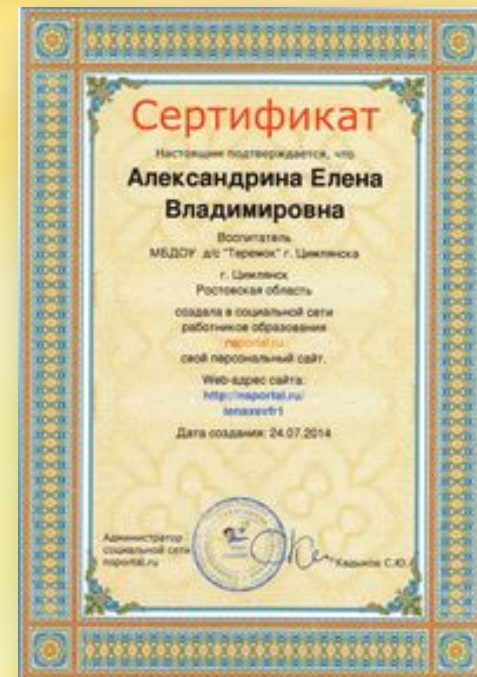 Сертификат
Настоящим подтверждается, что
Александрина Елена
Владимировна
Воспитатель
МБДОУ д/с "Теремок" г. Цимлянска
г. Цимлянск
Ростовская область
создала в социальной сети
работников образования
nsportal.ru
свой персональный сайт.
Web-адрес сайта:
http://nsportal.ru/
Дата создания: 24.07.2014
Администратор
социальной сети
nsportal.ru
Кадыков С.Ю.